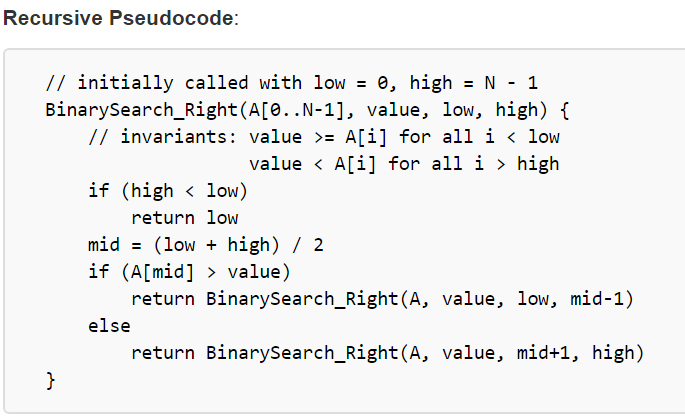 Recursive Pseudocode:
// initially called with low = 0, high = N - 1
BinarySearch_Right(A[0..N-1], value, low, high) {
// invariants: value >= A[i] for all i < low
value < A[i] for all i > high
if (high < low)
return low
mid = (low + high) / 2
if (A[mid] > value)
return BinarySearch_Right(A, value, low, mid-1)
else
return BinarySearch_Right(A, value, mid+1, high)
}